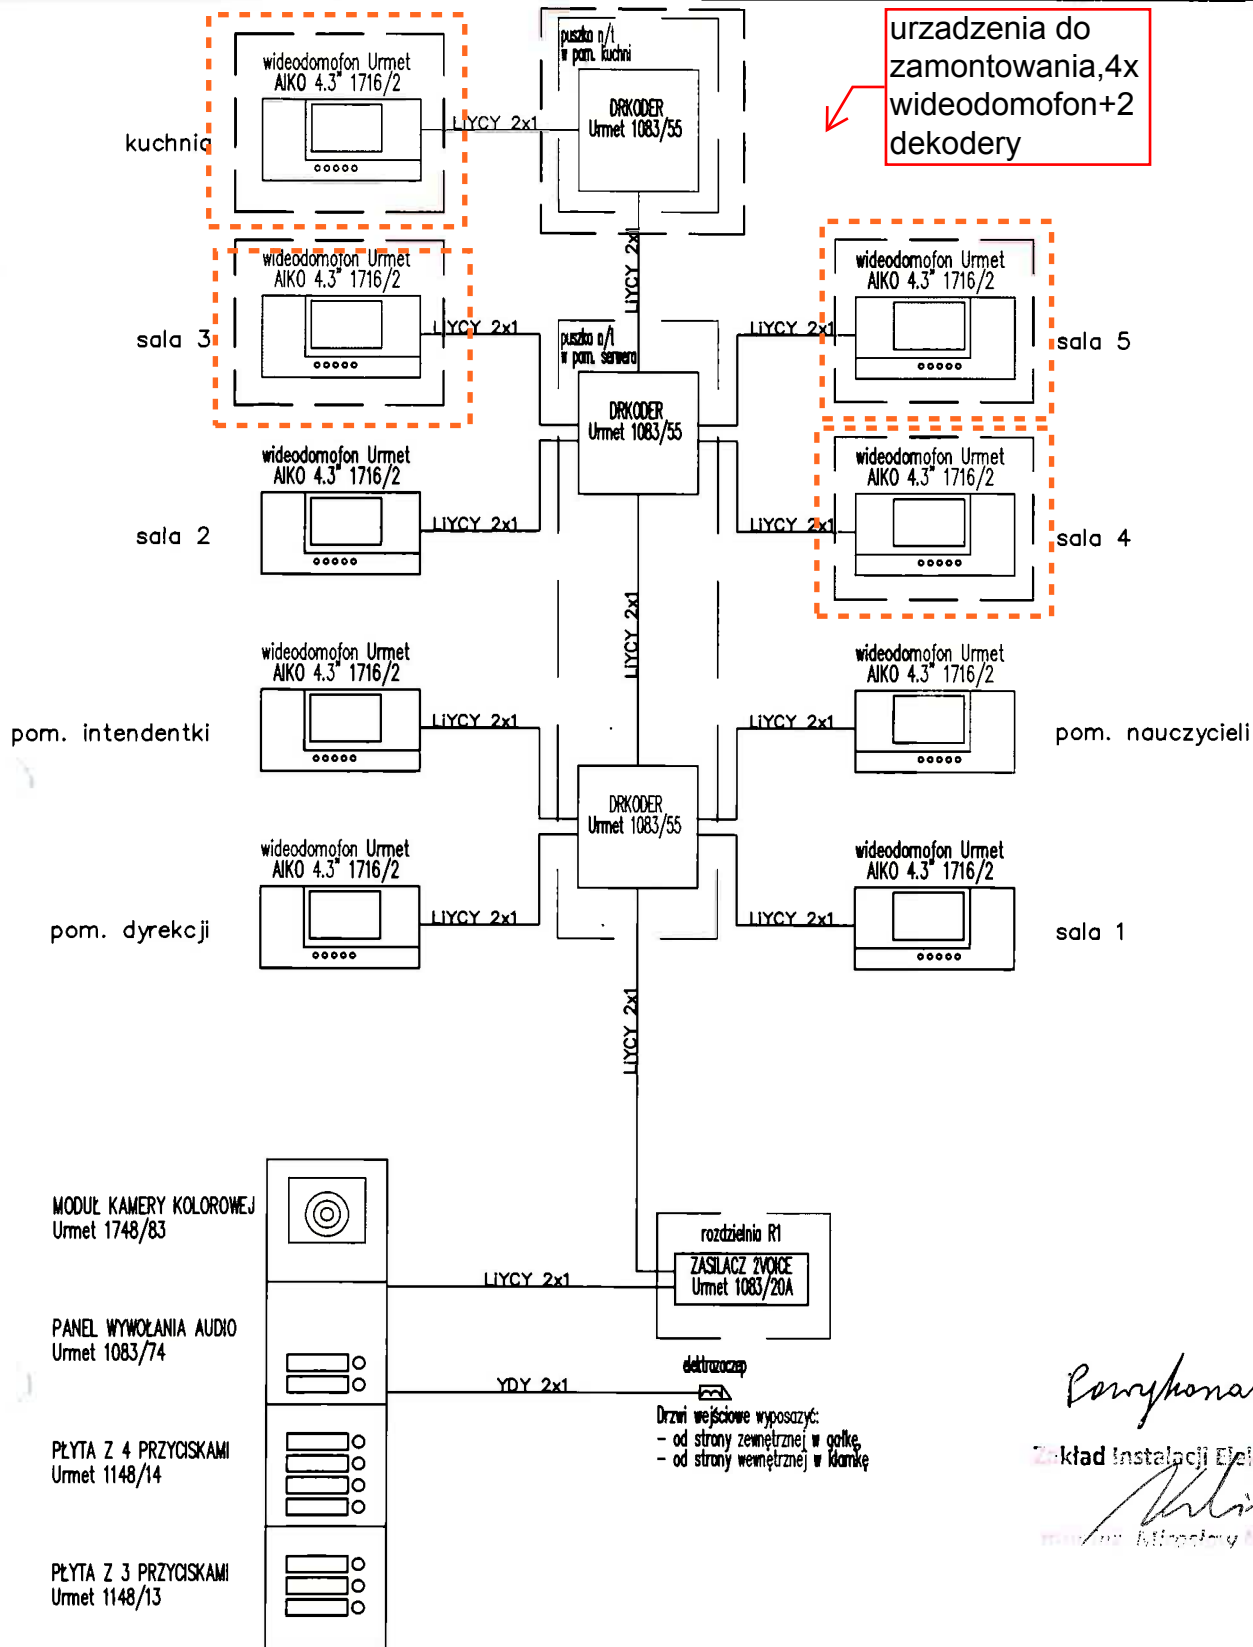 urzadzenia do
zamontowania,4x
wideodomofon+2
dekodery
puszka n/t
w pom. kuchni
DRKODER
Urmet 1083/55
wideodomofon Urmet
AIKO 4.3" 1716/2
LiYCY 2x1
kuchnia
LiYCY 2x1
wideodomofon Urmet
AIKO 4.3" 1716/2
LiYCY 2x1
sala 3
puszka n/t
w pom. serwera
DRKODER
Urmet 1083/55
wideodomofon Urmet
AIKO 4.3" 1716/2
LiYCY 2x1
sala 5
wideodomofon Urmet
AIKO 4.3" 1716/2
LiYCY 2x1
sala 2
wideodomofon Urmet
AIKO 4.3" 1716/2
LiYCY 2x1
sala 4
LiYCY 2x1
wideodomofon Urmet
AIKO 4.3" 1716/2
LiYCY 2x1
pom. intendentki
wideodomofon Urmet
AIKO 4.3" 1716/2
LiYCY 2x1
pom. nauczycieli
DRKODER
Urmet 1083/55
wideodomofon Urmet
AIKO 4.3" 1716/2
LiYCY 2x1
pom. dyrekcji
wideodomofon Urmet
AIKO 4.3" 1716/2
LiYCY 2x1
sala 1
LiYCY 2x1
MODUŁ KAMERY KOLOROWEJ
Urmet 1748/83
rozdzielnia R1
ZASILACZ 2VOICE
Urmet 1083/20A
LiYCY 2x1
PANEL WYWOŁANIA AUDIO
Urmet 1083/74
elektrozaczep
YDY 2x1
Drzwi wejściowe wyposażyć:
- od strony zewnętrznej w gałkę
- od strony wewnętrznej w klamkę
PŁYTA Z 4 PRZYCISKAMI
Urmet 1148/14
Zakład Instalacji
Mirosław
PŁYTA Z 3 PRZYCISKAMI
Urmet 1148/13